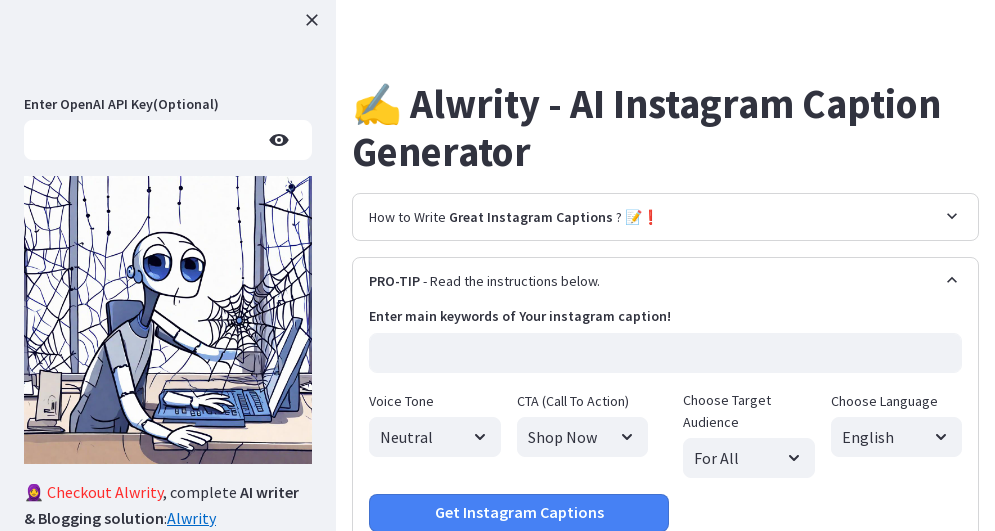 Enter OpenAI API Key(Optional)
🧕 Checkout Alwrity, complete AI writer
& Blogging solution:Alwrity
✍️ Alwrity - AI Instagram Caption
Generator
How to Write Great Instagram Captions ? 📝❗
PRO-TIP - Read the instructions below.
Enter main keywords of Your instagram caption!
Voice Tone
Neutral
CTA (Call To Action)
Shop Now
Choose Target
Audience
For All
Choose Language
English
Get Instagram Captions